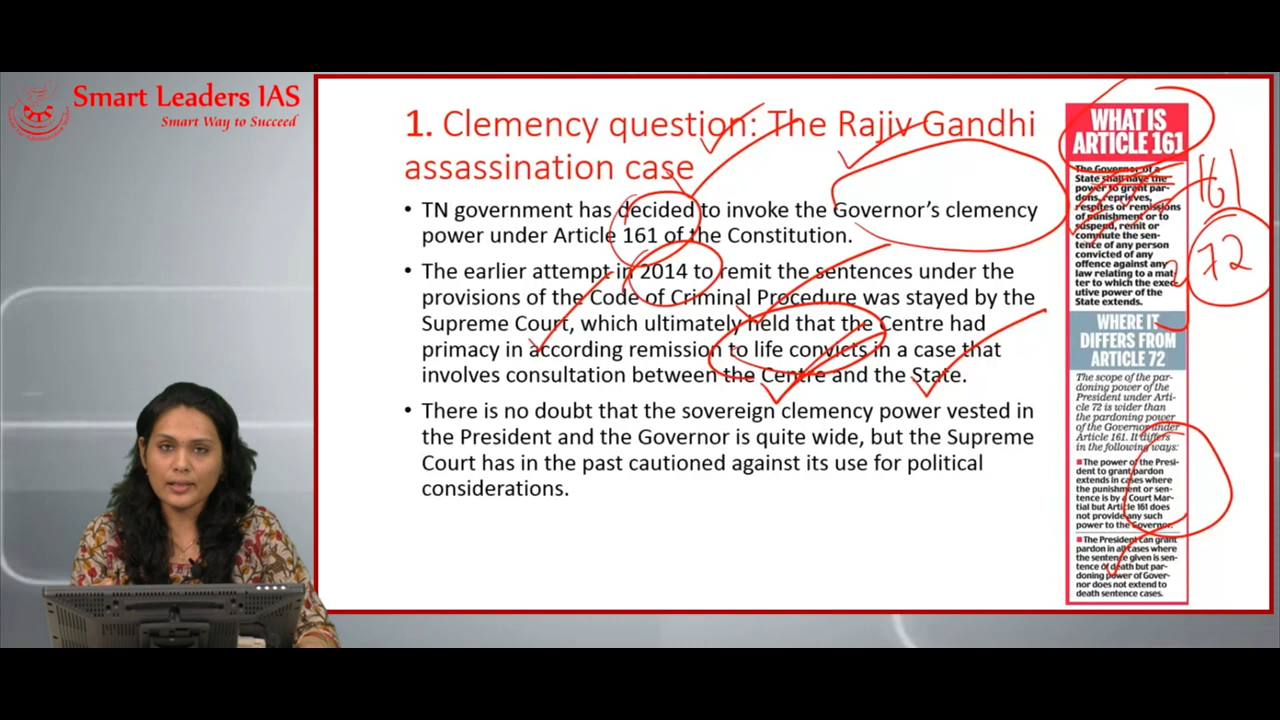 Smart Leaders IAS
Smart Way to Succeed
1. Clemency question: The Rajiv Gandhi
assassination case
• TN government has decided to invoke the Governor's clemency
power under Article 161 of the Constitution.
• The earlier attempt in 2014 to remit the sentences under the
provisions of the Code of Criminal Procedure was stayed by the
Supreme Court, which ultimately held that the Centre had
primacy in according remission to life convicts in a case that
involves consultation between the Centre and the State.
• There is no doubt that the sovereign clemency power vested in
the President and the Governor is quite wide, but the Supreme
Court has in the past cautioned against its use for political
considerations.
WHAT IS
ARTICLE 161
The Governor of a
State shall have the
power to grant par-
dons, reprieves,
respites or remissions
of punishment or to
suspend, remit or
commute the sen-
tence of any person
convicted of any
offence against any
law relating to a mat-
ter to which the exec-
utive power of the
State extends.
WHERE IT
DIFFERS FROM
ARTICLE 72
The scope of the par-
doning power of the
President under Arti-
cle 72 is wider than
the pardoning power
of the Governor under
Article 161. It differs
in the following ways:
■ The power of the Presi-
dent to grant pardon
extends in cases where
the punishment or sen-
tence is by a Court Mar-
tial but Article 161 does
not provide any such
power to the Governor.
■ The President can grant
pardon in all cases where
the sentence given is sen-
tence of death but par-
doning power of Gover-
nor does not extend to
death sentence cases.
161
72